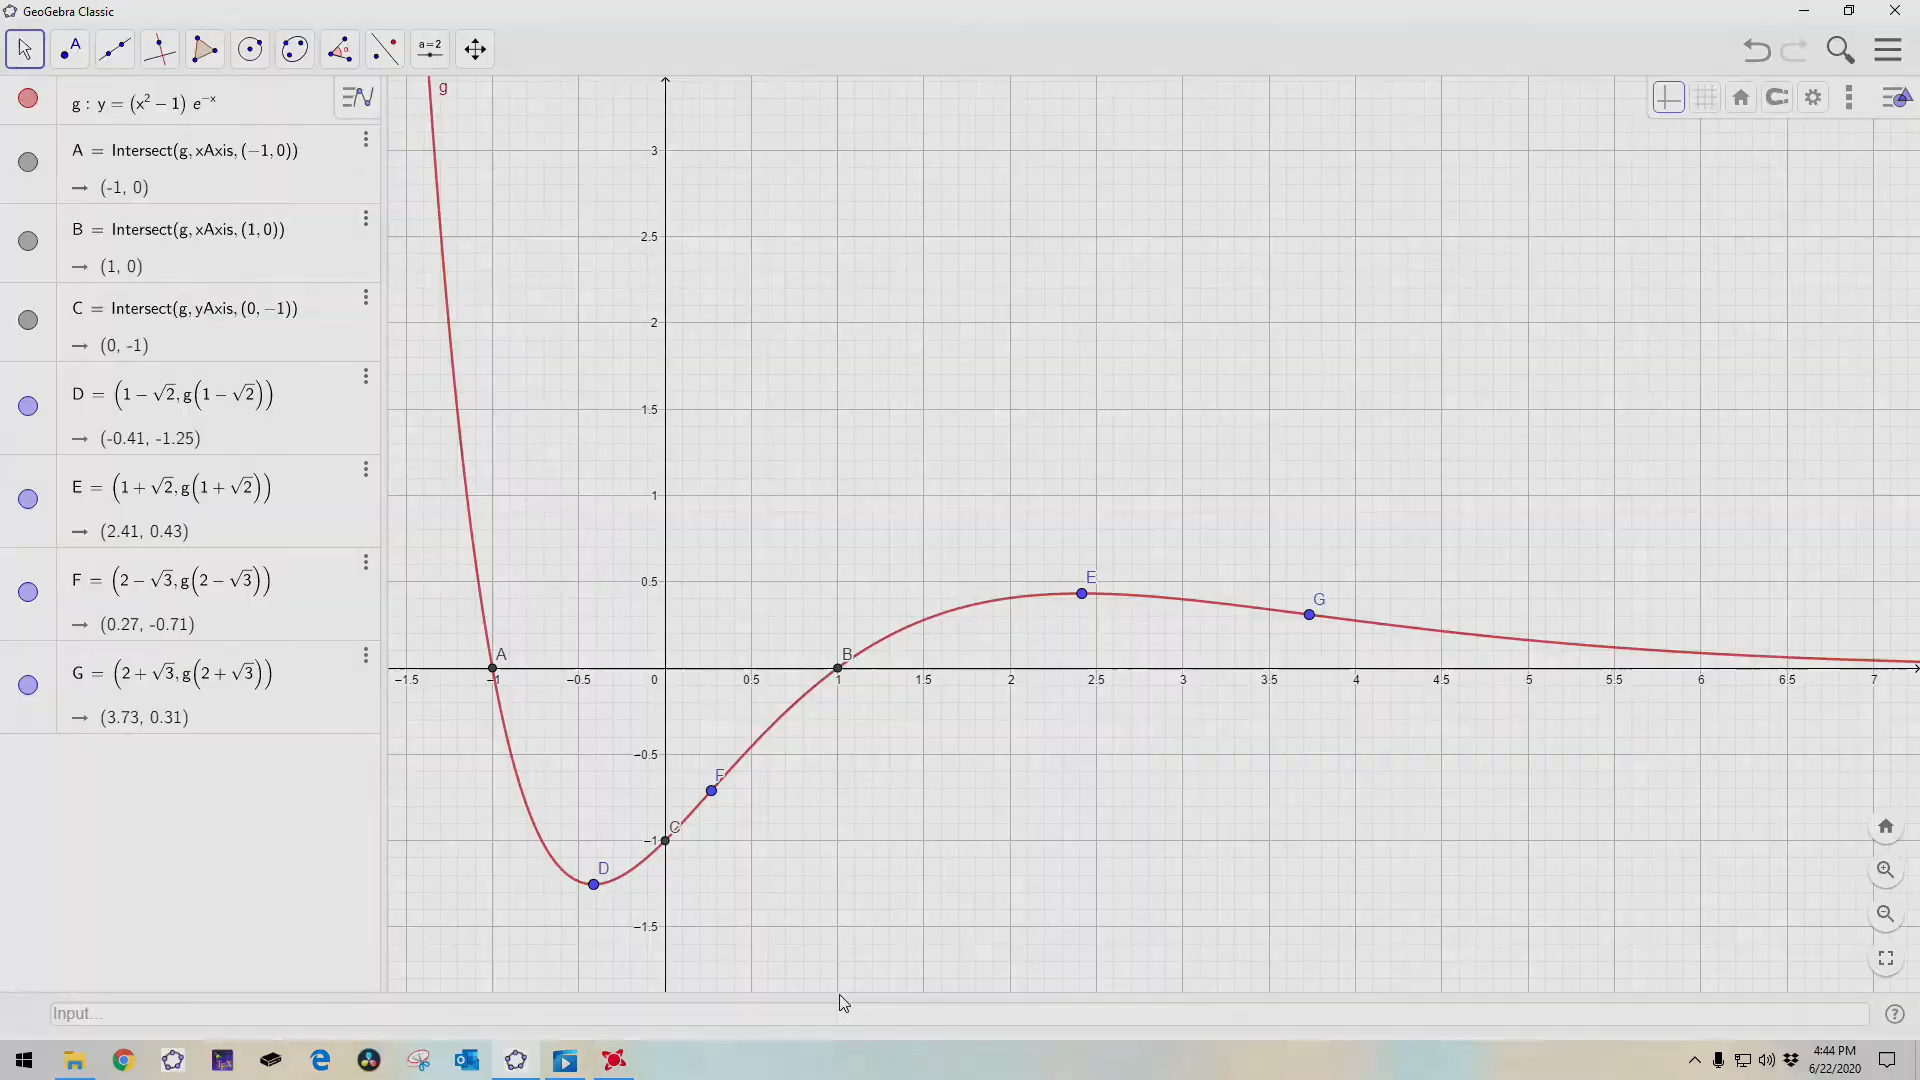 GeoGebra Classic
A
a=2
g : y = (x² − 1) e⁻ˣ
A = Intersect(g, xAxis, (−1, 0))
→ (-1, 0)
B = Intersect(g, xAxis, (1, 0))
→ (1, 0)
C = Intersect(g, yAxis, (0, −1))
→ (0, -1)
D = (1 − √2, g(1 − √2))
→ (-0.41, -1.25)
E = (1 + √2, g(1 + √2))
→ (2.41, 0.43)
F = (2 − √3, g(2 − √3))
→ (0.27, -0.71)
G = (2 + √3, g(2 + √3))
→ (3.73, 0.31)
g
3
2.5
2
1.5
1
0.5
E
G
A
B
−1.5 −1 −0.5 0 0.5 1 1.5 2 2.5 3 3.5 4 4.5 5 5.5 6 6.5 7
−0.5
F
C
−1
D
−1.5
Input...
?
4:44 PM
6/22/2020